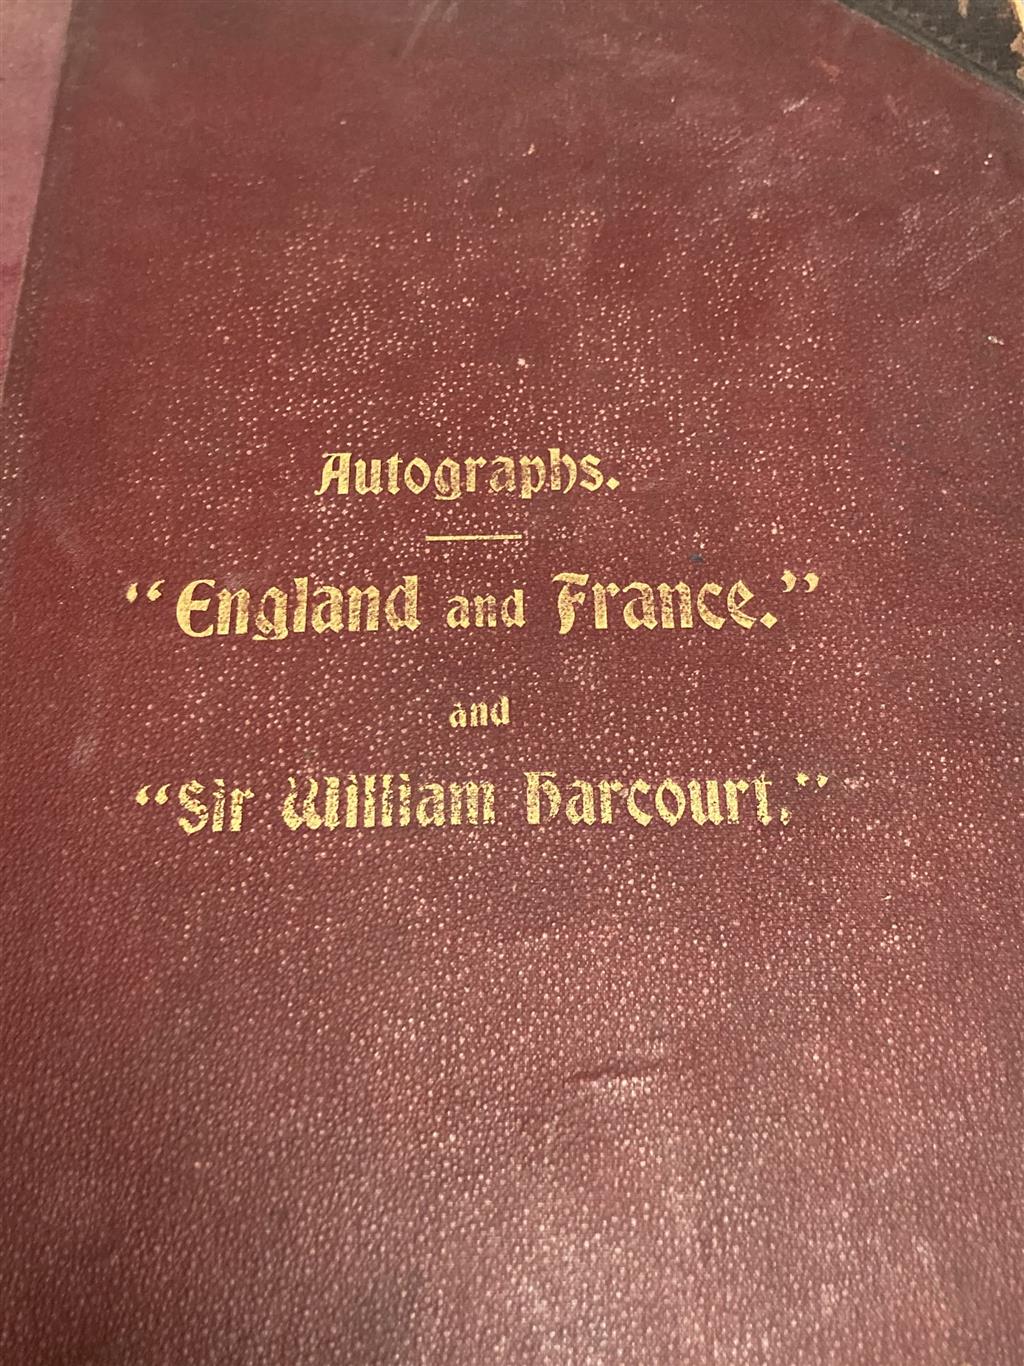 Autographs.
"England and France."
and
"Sir William Harcourt."